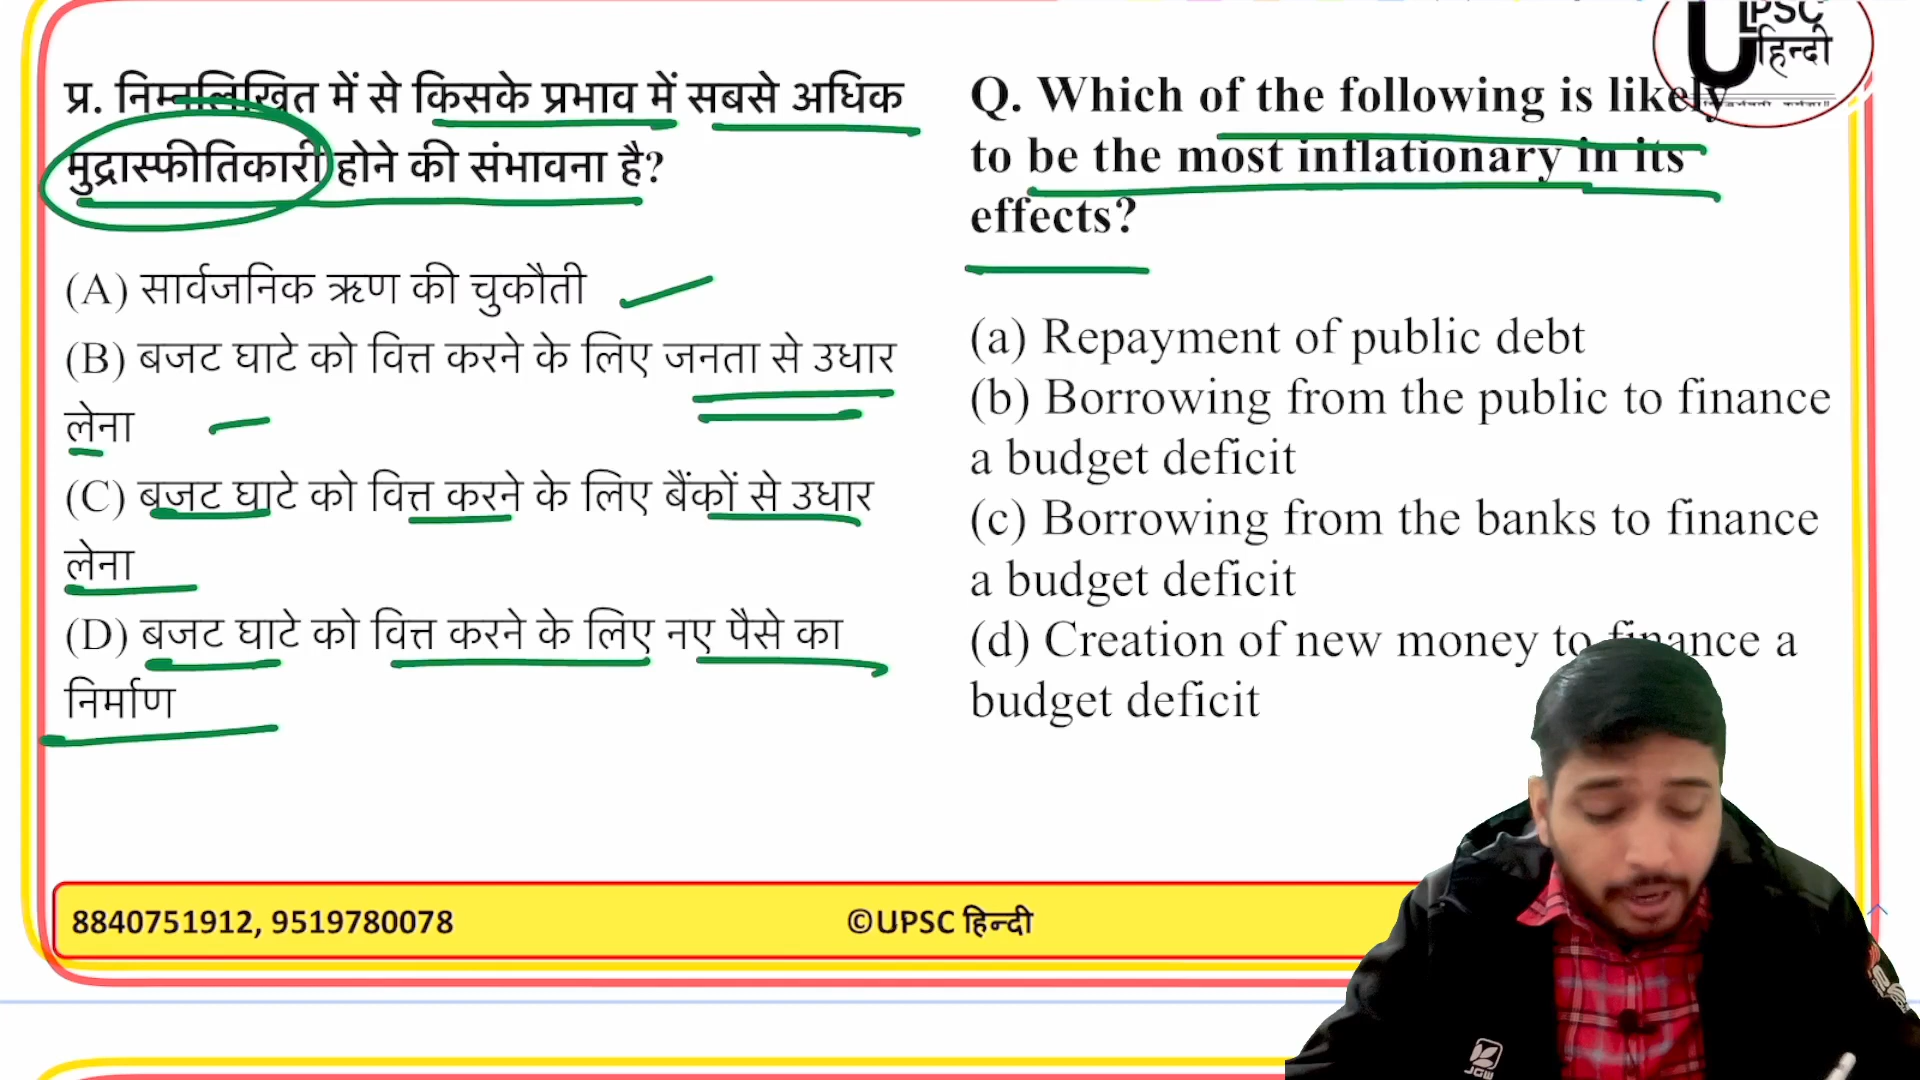 UPSC
हिन्दी
प्र. निम्नलिखित में से किसके प्रभाव में सबसे अधिक
मुद्रास्फीतिकारी होने की संभावना है?
(A) सार्वजनिक ऋण की चुकौती
(B) बजट घाटे को वित्त करने के लिए जनता से उधार
लेना
(C) बजट घाटे को वित्त करने के लिए बैंकों से उधार
लेना
(D) बजट घाटे को वित्त करने के लिए नए पैसे का
निर्माण
Q. Which of the following is likely
to be the most inflationary in its
effects?
(a) Repayment of public debt
(b) Borrowing from the public to finance
a budget deficit
(c) Borrowing from the banks to finance
a budget deficit
(d) Creation of new money to finance a
budget deficit
8840751912, 9519780078
©UPSC हिन्दी
JGW